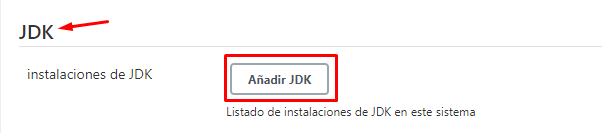 JDK
instalaciones de JDK
Añadir JDK
Listado de instalaciones de JDK en este sistema